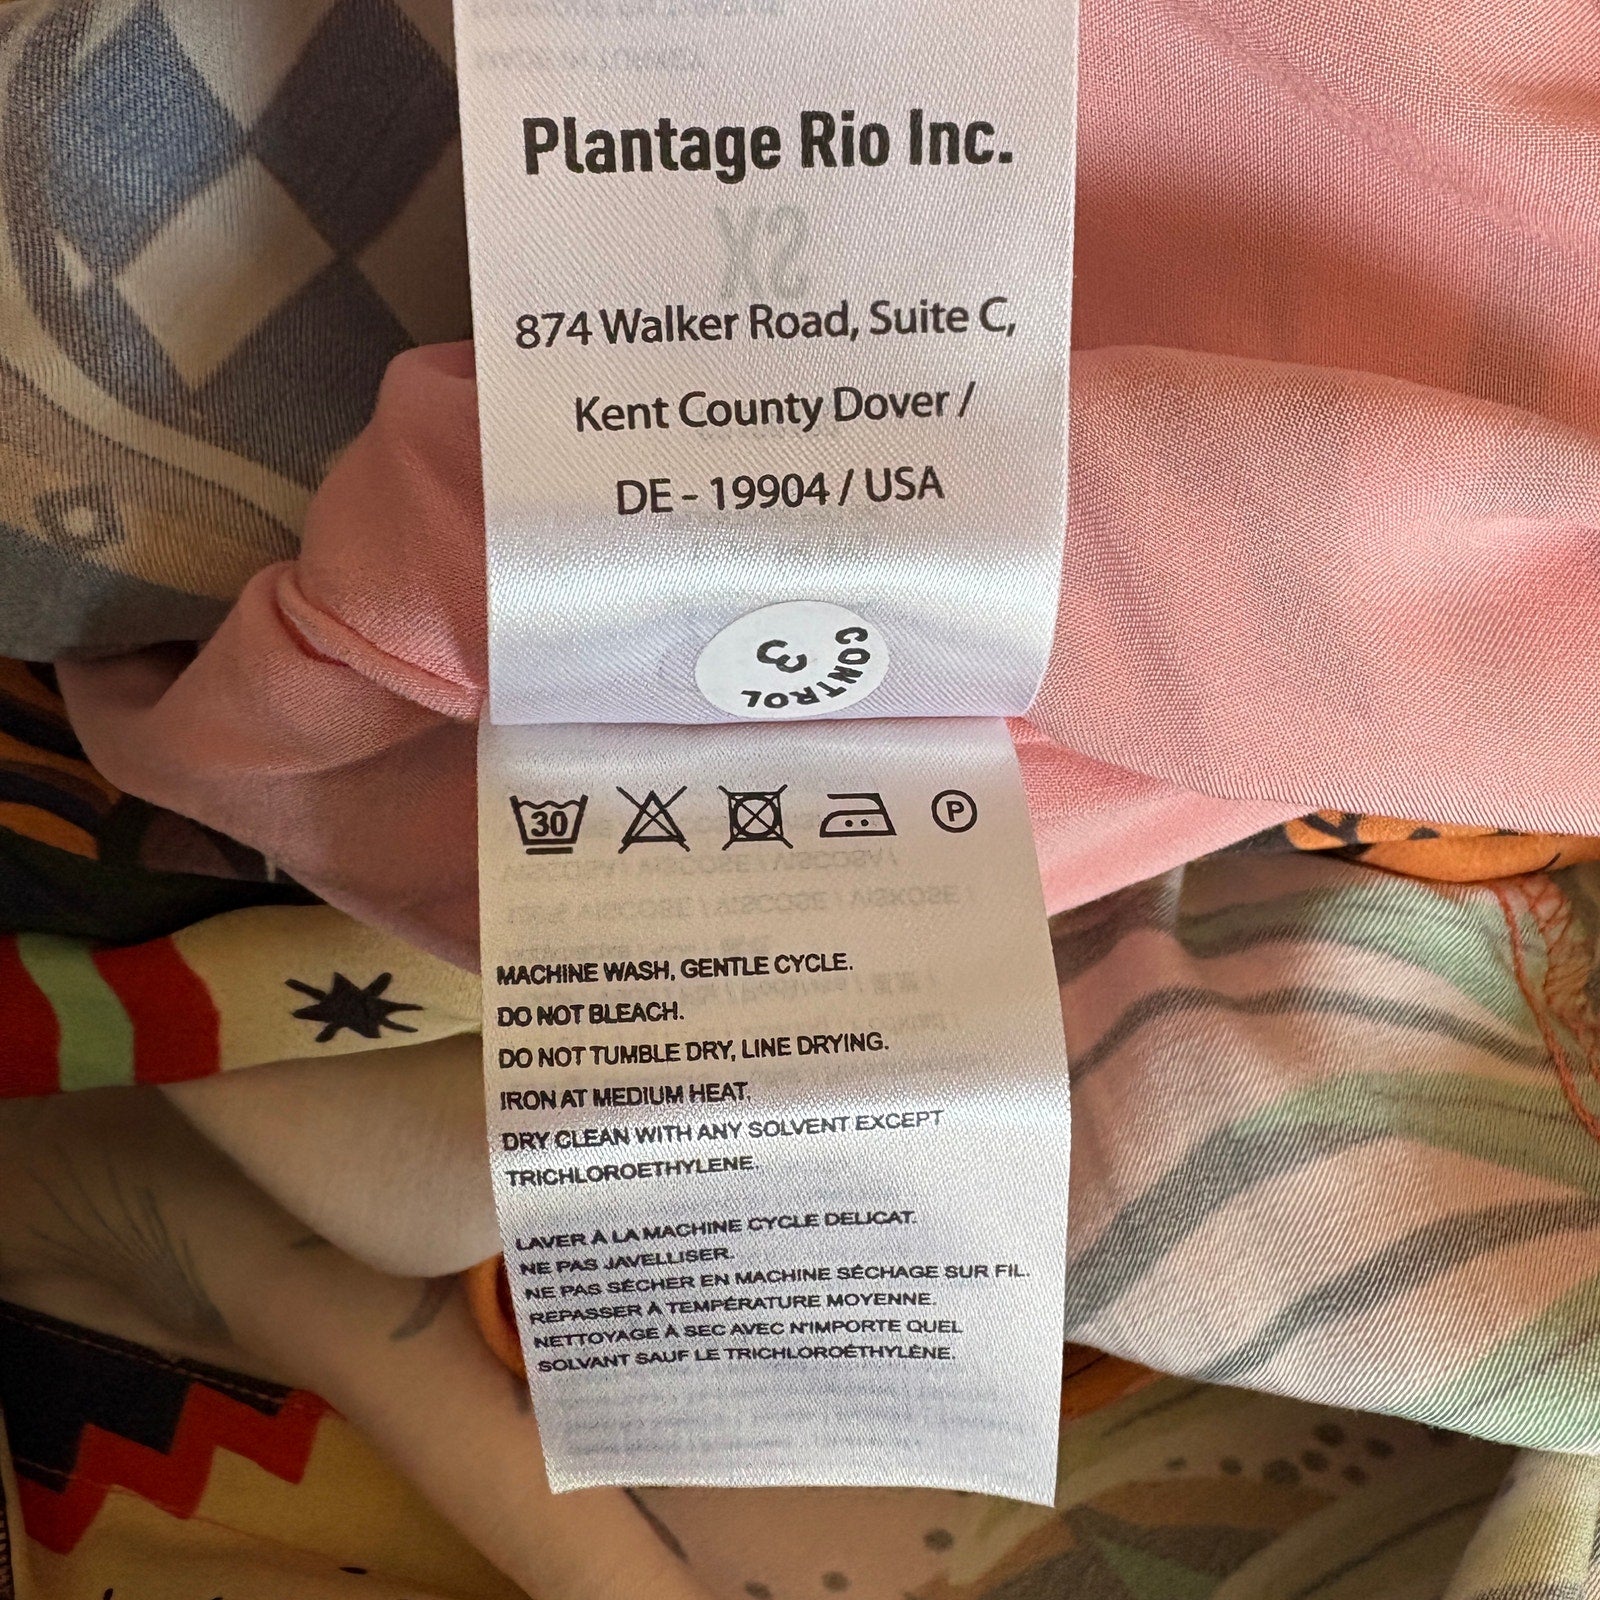 Plantage Rio Inc.
874 Walker Road, Suite C,
Kent County Dover /
DE - 19904 / USA
CONTROL
3
30
P
MACHINE WASH, GENTLE CYCLE.
DO NOT BLEACH.
DO NOT TUMBLE DRY, LINE DRYING.
IRON AT MEDIUM HEAT.
DRY CLEAN WITH ANY SOLVENT EXCEPT
TRICHLOROETHYLENE.
LAVER À LA MACHINE CYCLE DELICAT.
NE PAS JAVELLISER.
NE PAS SÉCHER EN MACHINE SÉCHAGE SUR FIL.
REPASSER À TEMPÉRATURE MOYENNE.
NETTOYAGE À SEC AVEC N'IMPORTE QUEL
SOLVANT SAUF LE TRICHLOROÉTHYLÈNE.